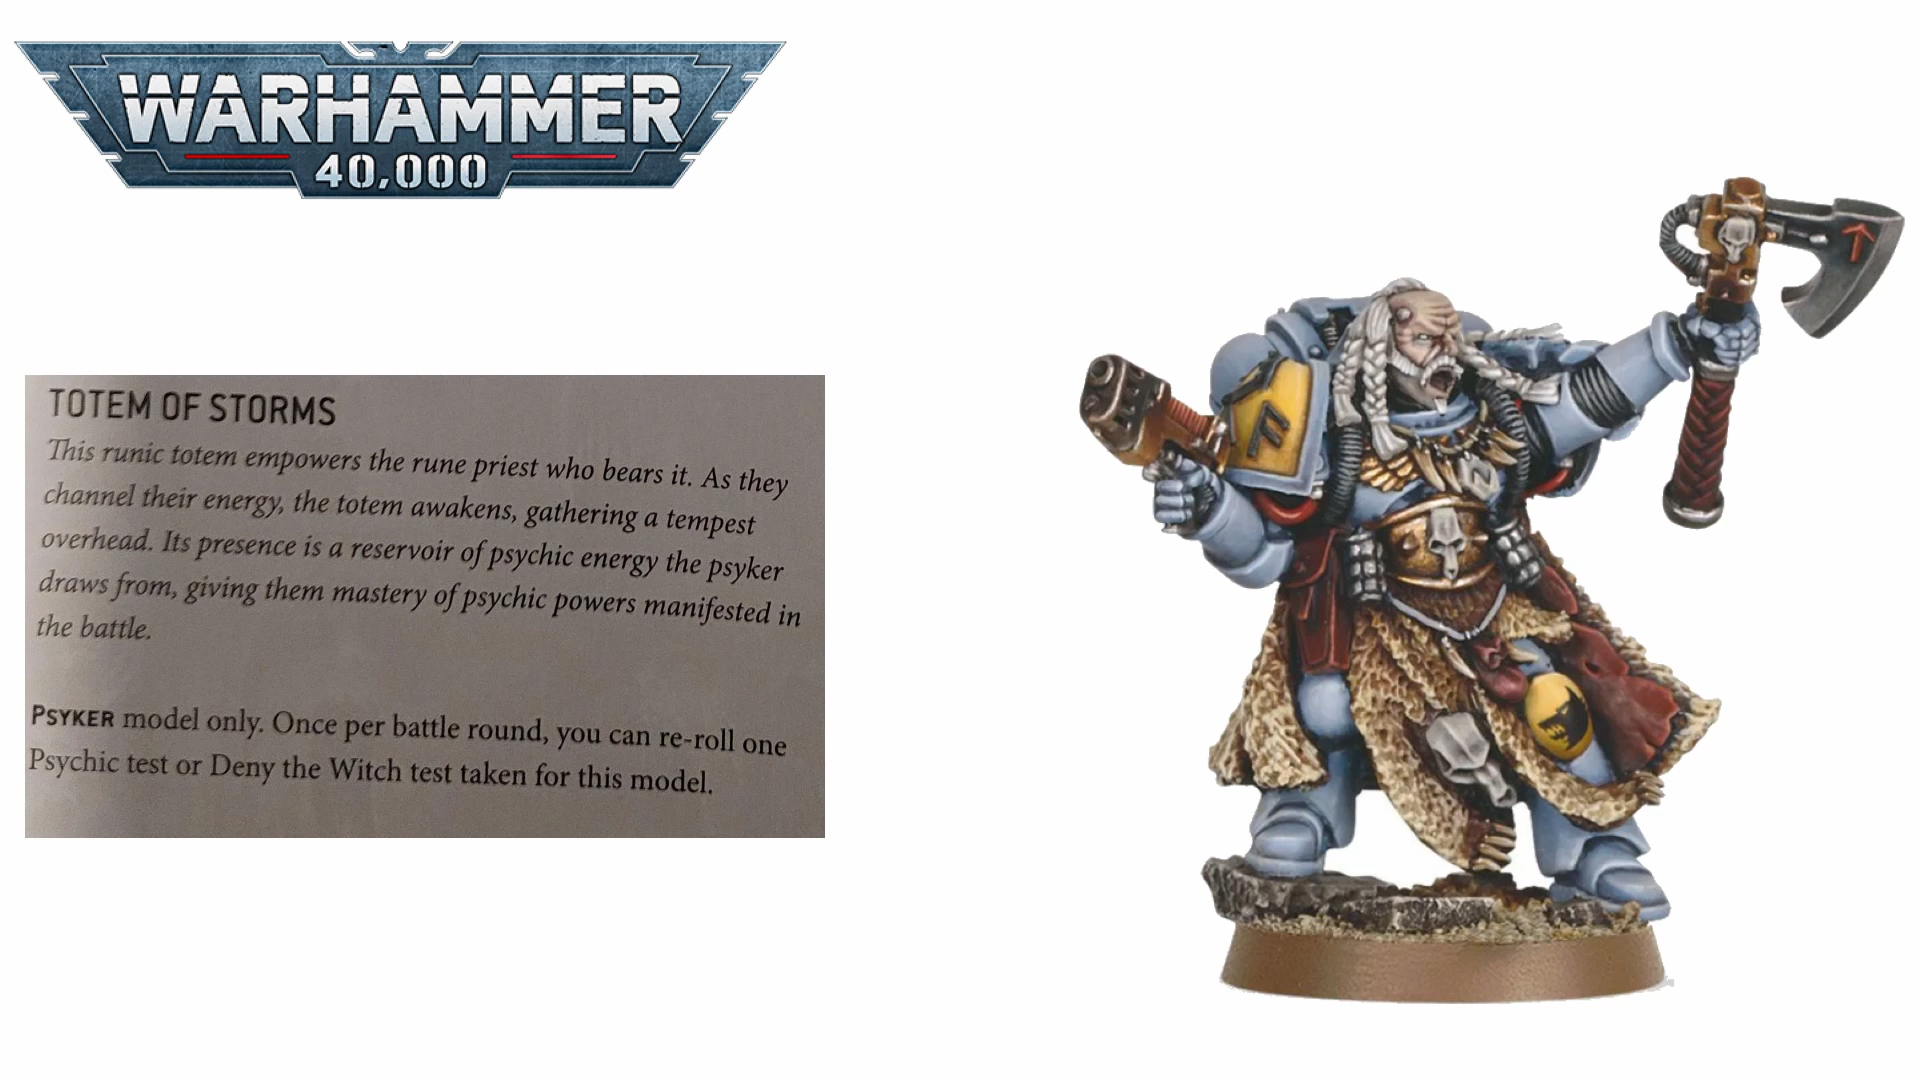 WARHAMMER
40,000
TOTEM OF STORMS
This runic totem empowers the rune priest who bears it. As they
channel their energy, the totem awakens, gathering a tempest
overhead. Its presence is a reservoir of psychic energy the psyker
draws from, giving them mastery of psychic powers manifested in
the battle.
PSYKER model only. Once per battle round, you can re-roll one
Psychic test or Deny the Witch test taken for this model.